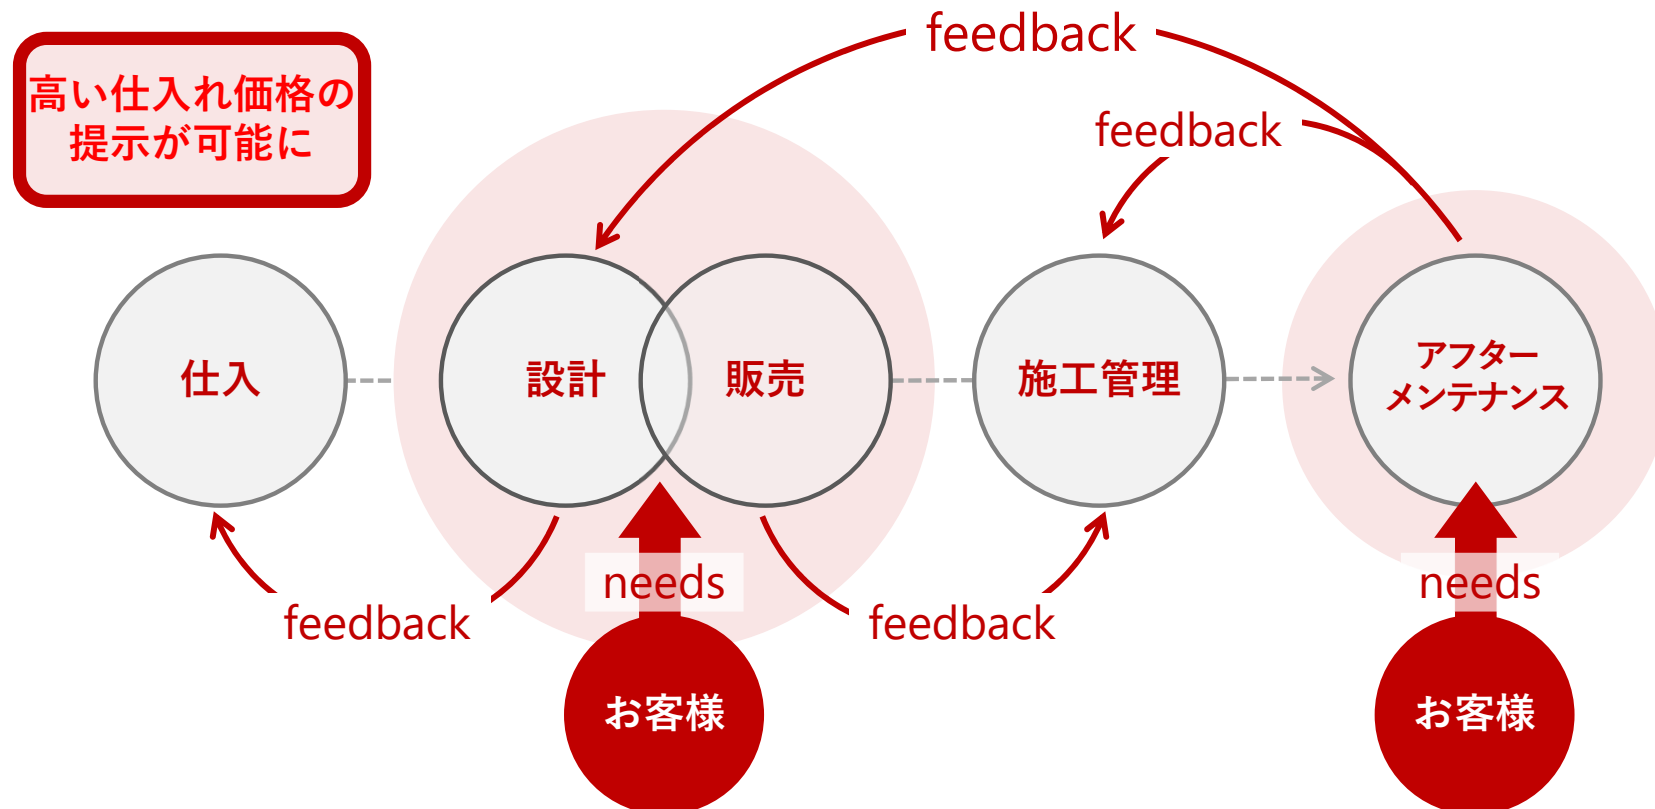 feedback
高い仕入れ価格の
提示が可能に
feedback
仕入
設計
販売
施工管理
アフター
メンテナンス
needs
needs
feedback
feedback
お客様
お客様